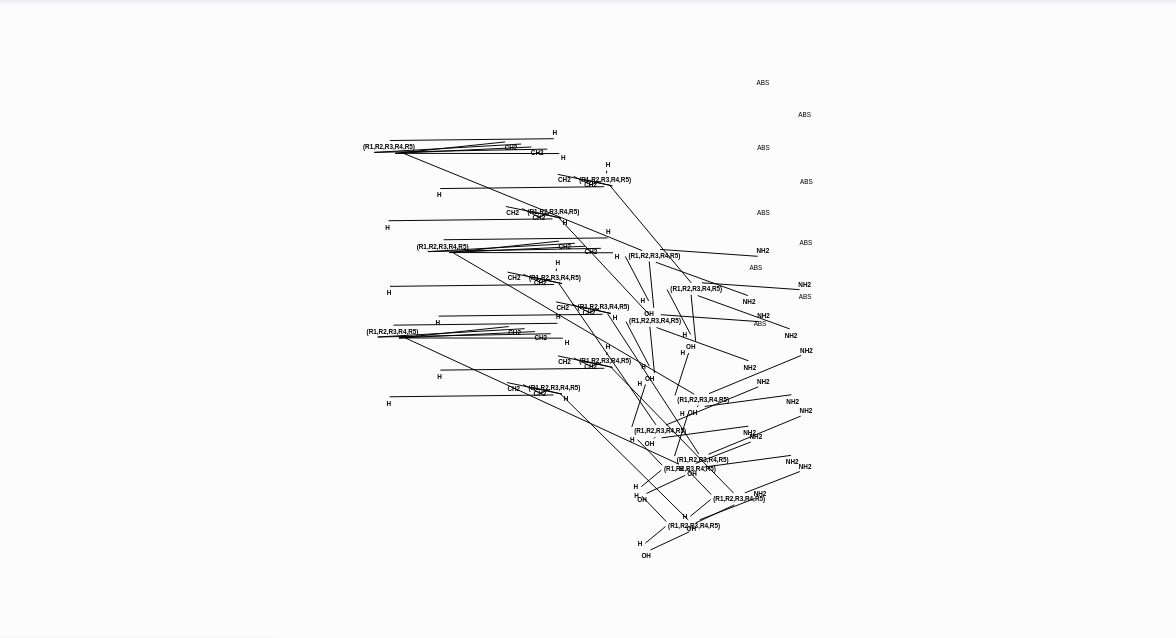 ABS
ABS
H
(R1,R2,R3,R4,R5)
CH2
ABS
CH2
H
H
CH2
(R1,R2,R3,R4,R5)
CH2
ABS
H
CH2
(R1,R2,R3,R4,R5)
ABS
CH2
H
H
H
(R1,R2,R3,R4,R5)
CH2
ABS
CH2
NH2
H
(R1,R2,R3,R4,R5)
H
ABS
CH2
(R1,R2,R3,R4,R5)
CH2
NH2
(R1,R2,R3,R4,R5)
H
ABS
H
NH2
CH2
(R1,R2,R3,R4,R5)
CH2
OH
H
H
NH2
(R1,R2,R3,R4,R5)
H
ABS
(R1,R2,R3,R4,R5)
CH2
H
NH2
CH2
H
OH
H
H
NH2
CH2
(R1,R2,R3,R4,R5)
CH2
H
NH2
H
OH
H
NH2
CH2
(R1,R2,R3,R4,R5)
CH2
H
H
(R1,R2,R3,R4,R5)
NH2
H
H OH
NH2
(R1,R2,R3,R4,R5)
NH2
NH2
H
OH
(R1,R2,R3,R4,R5)
NH2
NH2
(R1,R2,R3,R4,R5)
OH
H
H
OH
(R1,R2,R3,R4,R5)
NH2
H
(R1,R2,R3,R4,R5)
OH
H
OH